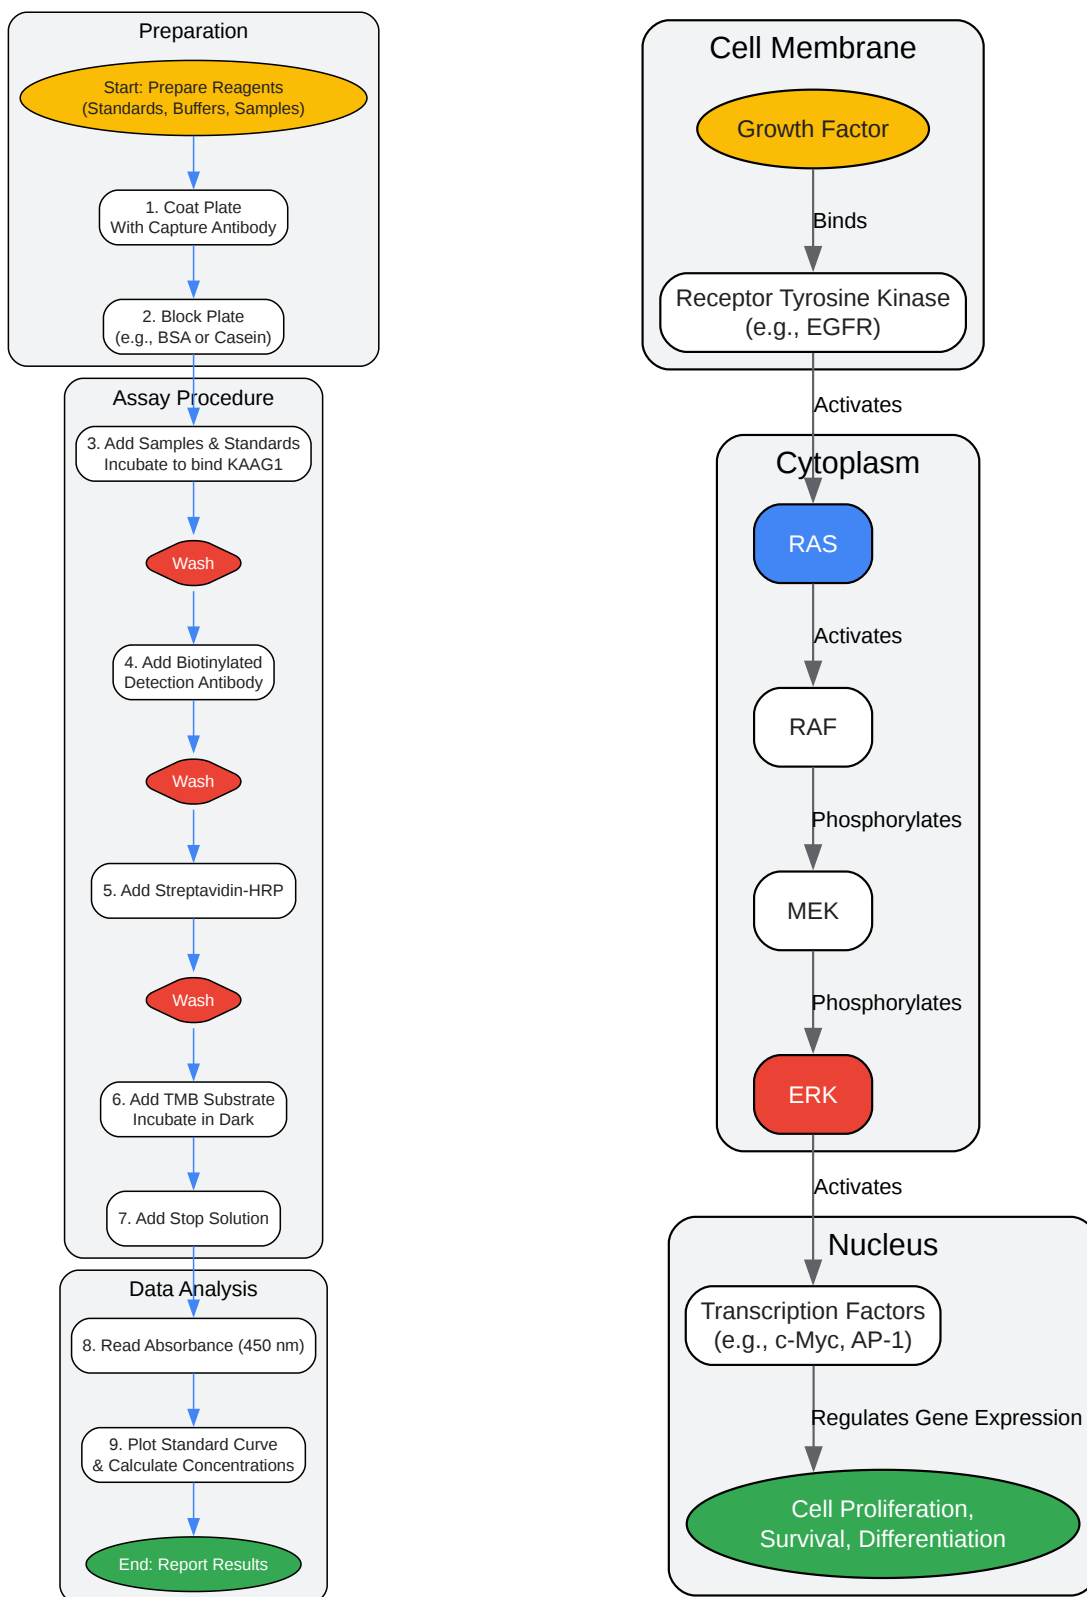 Preparation
Start: Prepare Reagents
(Standards, Buffers, Samples)
1. Coat Plate
With Capture Antibody
2. Block Plate
(e.g., BSA or Casein)
Assay Procedure
3. Add Samples & Standards
Incubate to bind KAAG1
Wash
4. Add Biotinylated
Detection Antibody
Wash
5. Add Streptavidin-HRP
Wash
6. Add TMB Substrate
Incubate in Dark
7. Add Stop Solution
Data Analysis
8. Read Absorbance (450 nm)
9. Plot Standard Curve
& Calculate Concentrations
End: Report Results
Cell Membrane
Growth Factor
Binds
Receptor Tyrosine Kinase
(e.g., EGFR)
Activates
Cytoplasm
RAS
Activates
RAF
Phosphorylates
MEK
Phosphorylates
ERK
Activates
Nucleus
Transcription Factors
(e.g., c-Myc, AP-1)
Regulates Gene Expression
Cell Proliferation,
Survival, Differentiation